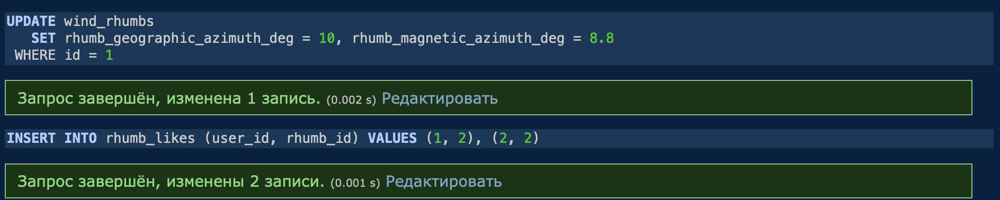 UPDATE wind_rhumbs
SET rhumb_geographic_azimuth_deg = 10, rhumb_magnetic_azimuth_deg = 8.8
WHERE id = 1
Запрос завершён, изменена 1 запись. (0.002 s) Редактировать
INSERT INTO rhumb_likes (user_id, rhumb_id) VALUES (1, 2), (2, 2)
Запрос завершён, изменены 2 записи. (0.001 s) Редактировать